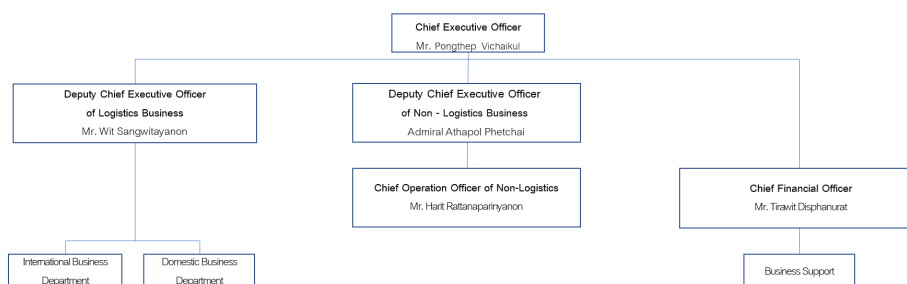 Chief Executive Officer
Mr. Pongthep Vichaikul
Deputy Chief Executive Officer
of Logistics Business
Mr. Wit Sangwitayanon
Deputy Chief Executive Officer
of Non - Logistics Business
Admiral Athapol Phetchai
Chief Operation Officer of Non-Logistics
Mr. Harit Rattanaparinyanon
Chief Financial Officer
Mr. Tirawit Disphanurat
International Business
Department
Domestic Business
Department
Business Support